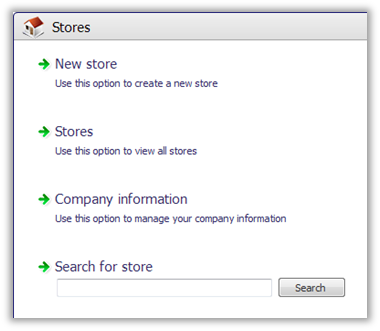 Stores
New store
Use this option to create a new store
Stores
Use this option to view all stores
Company information
Use this option to manage your company information
Search for store
Search